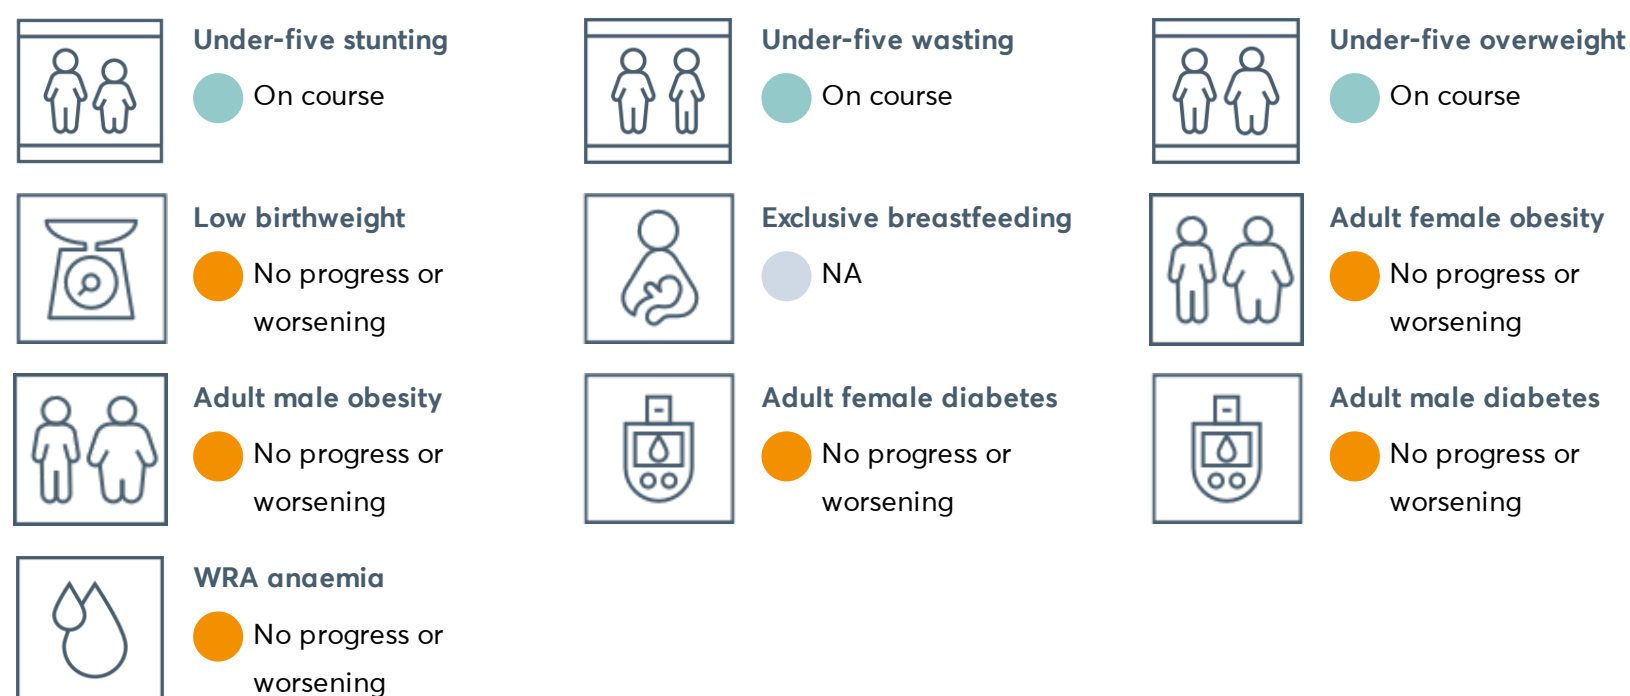 Under-five stunting
On course
Under-five wasting
On course
Under-five overweight
On course
Low birthweight
No progress or
worsening
Exclusive breastfeeding
NA
Adult female obesity
No progress or
worsening
Adult male obesity
No progress or
worsening
Adult female diabetes
No progress or
worsening
Adult male diabetes
No progress or
worsening
WRA anaemia
No progress or
worsening